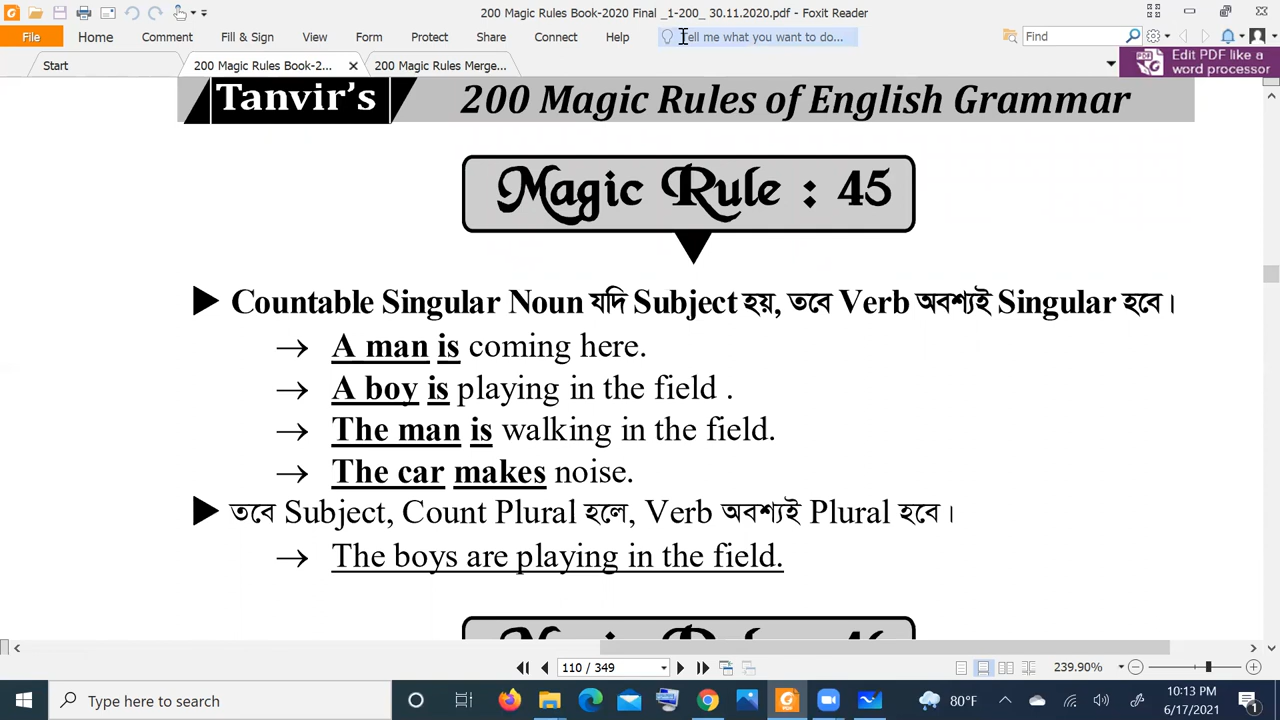 200 Magic Rules Book-2020 Final _1-200_ 30.11.2020.pdf - Foxit Reader
File Home Comment Fill & Sign View Form Protect Share Connect Help Tell me what you want to do... Find
Start 200 Magic Rules Book-2... 200 Magic Rules Merge... Edit PDF like a
word processor
Tanvir's 200 Magic Rules of English Grammar
Magic Rule : 45
▶ Countable Singular Noun যদি Subject হয়, তবে Verb অবশ্যই Singular হবে।
→ A man is coming here.
→ A boy is playing in the field .
→ The man is walking in the field.
→ The car makes noise.
▶ তবে Subject, Count Plural হলে, Verb অবশ্যই Plural হবে।
→ The boys are playing in the field.
110 / 349 239.90%
Type here to search 80°F 10:13 PM
6/17/2021